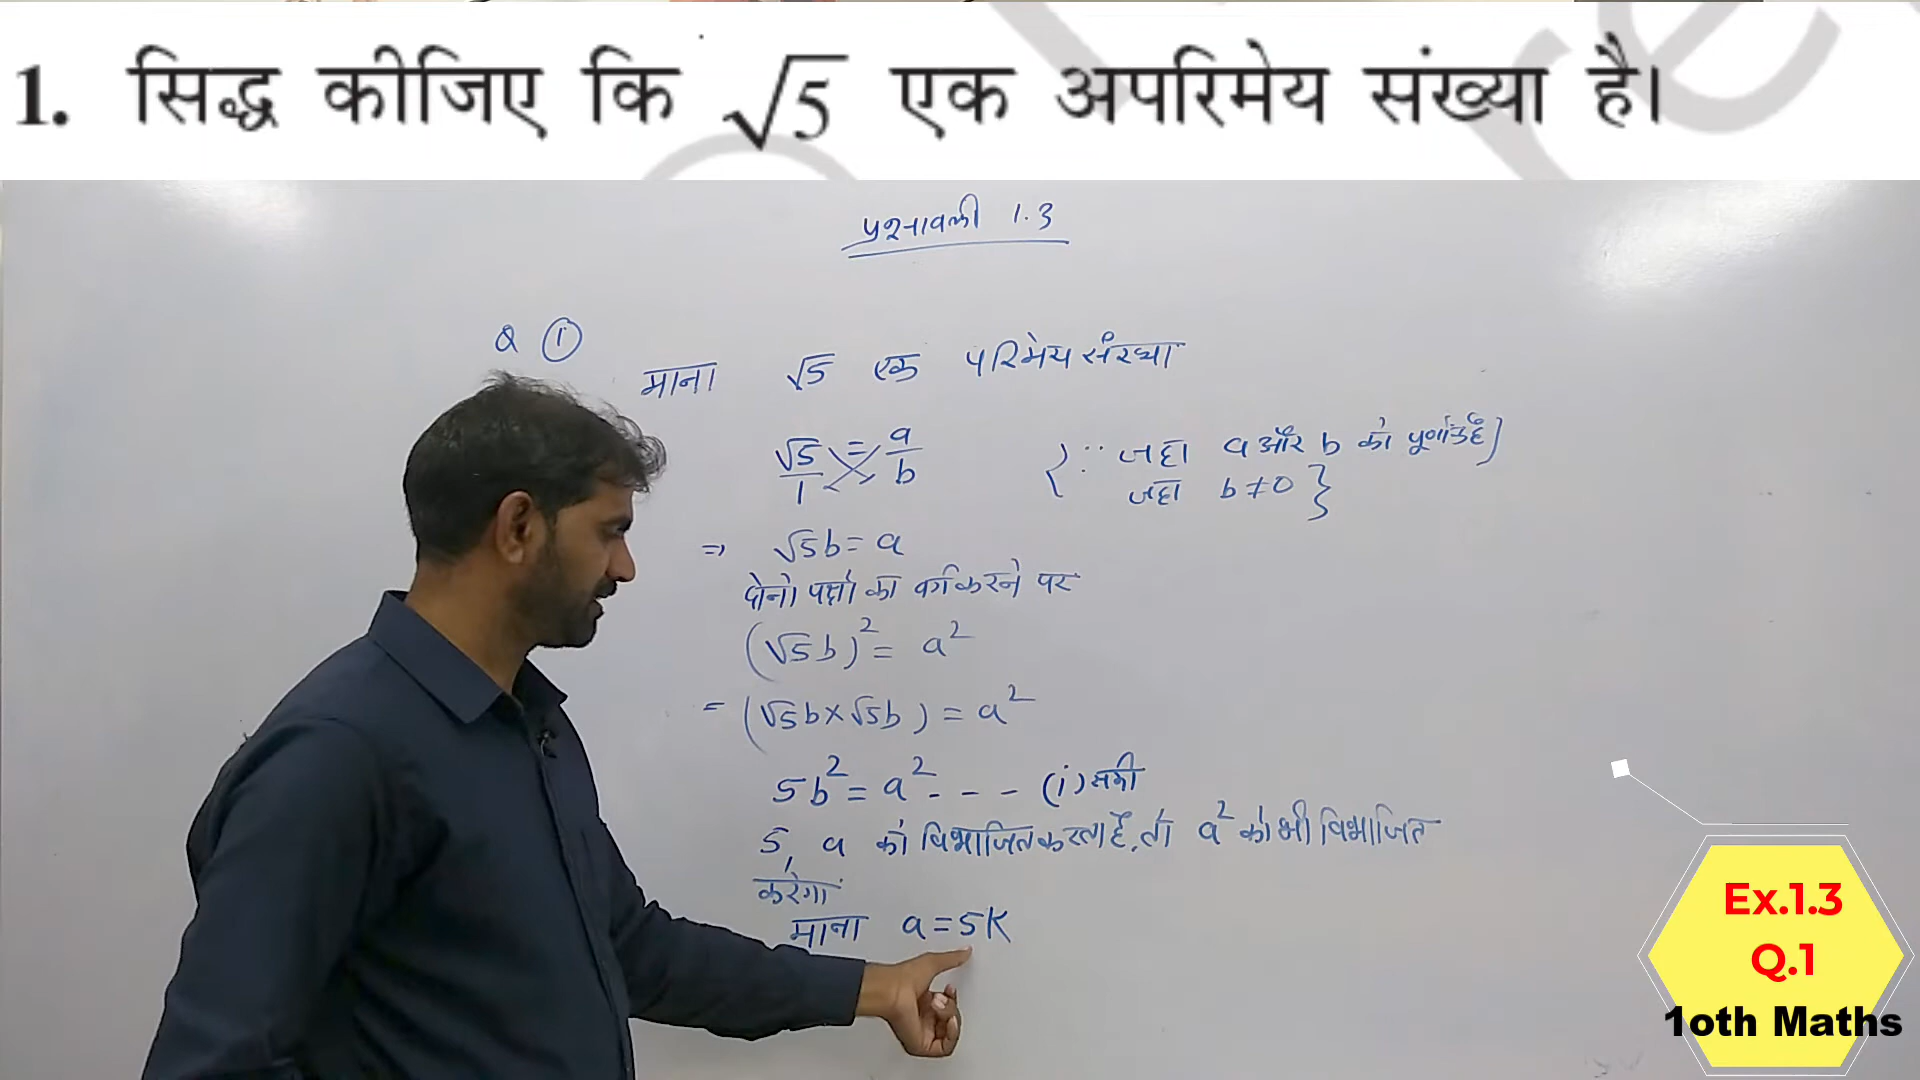 1. सिद्ध कीजिए कि √5 एक अपरिमेय संख्या है।
प्रश्नावली 1.3
Q ①
माना √5 एक परिमेय संख्या
√5/1 = a/b {∵ जहा a और b को पूर्णांक है}
जहा b ≠ 0}
⇒ √5b = a
दोनो पक्षो का वर्ग करने पर
(√5b)² = a²
= (√5b×√5b) = a²
5b² = a² - - - (i) समी
5, a को विभाजित करता है, तो a² को भी विभाजित
करेगा
माना a = 5K
Ex.1.3
Q.1
1oth Maths